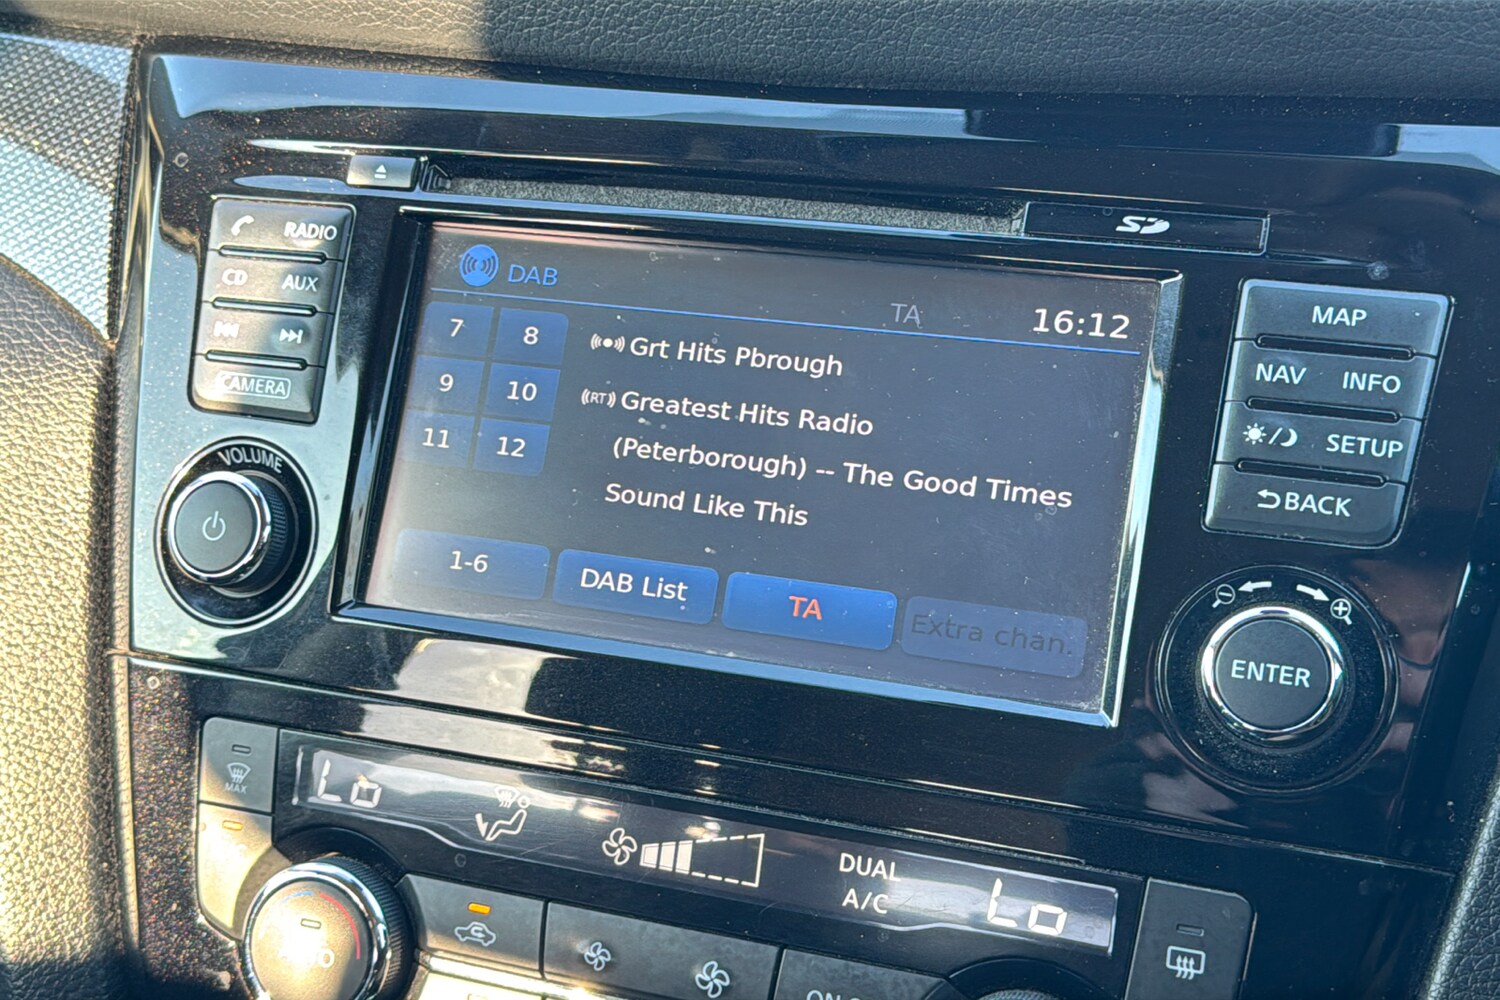 RADIO
CD AUX
CAMERA
VOLUME
SD
DAB
TA 16:12
7 8
9 10
11 12
Grt Hits Pbrough
(RT) Greatest Hits Radio
(Peterborough) -- The Good Times
Sound Like This
1-6 DAB List TA Extra chan.
MAP
NAV INFO
SETUP
BACK
ENTER
MAX
Lo
DUAL
A/C
Lo